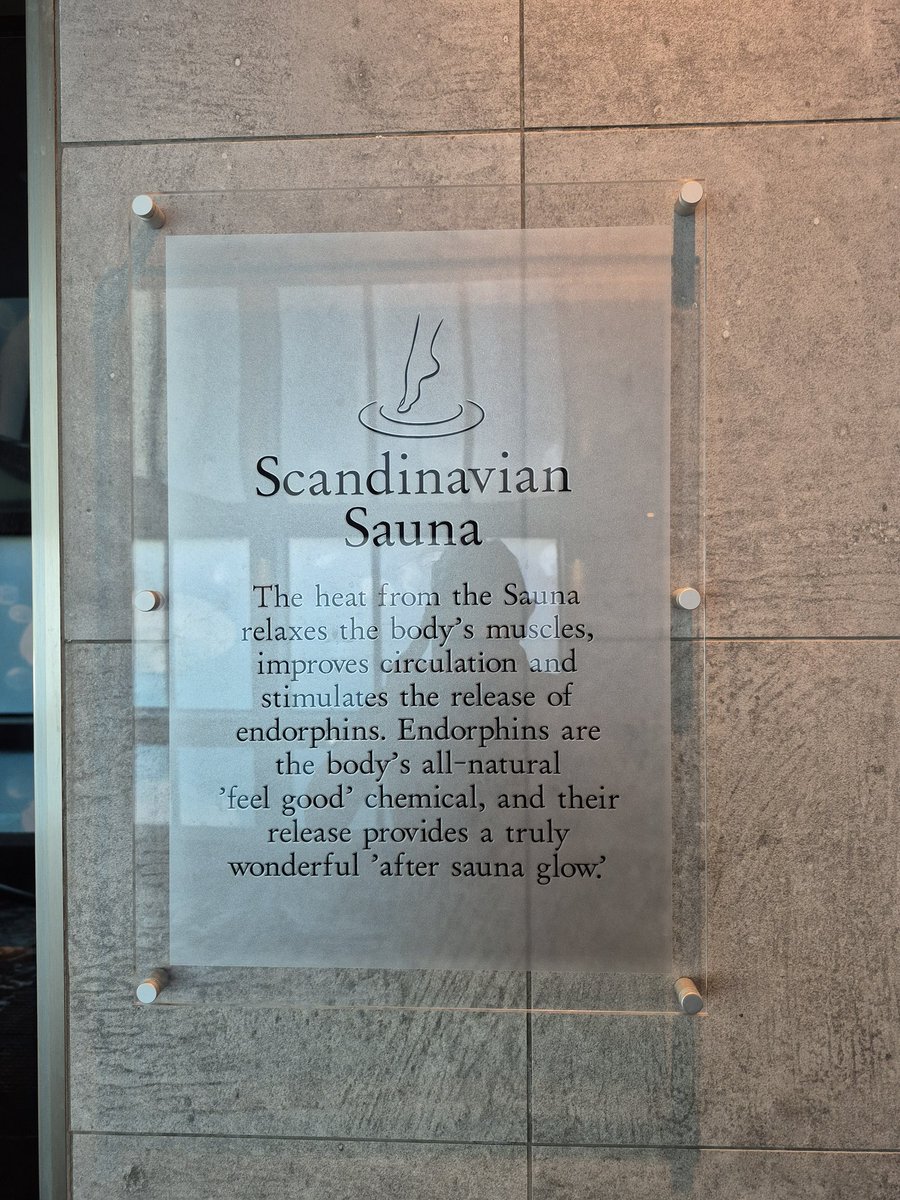 Scandinavian
Sauna
The heat from the Sauna
relaxes the body’s muscles,
improves circulation and
stimulates the release of
endorphins. Endorphins are
the body’s all-natural
’feel good’ chemical, and their
release provides a truly
wonderful ’after sauna glow.’